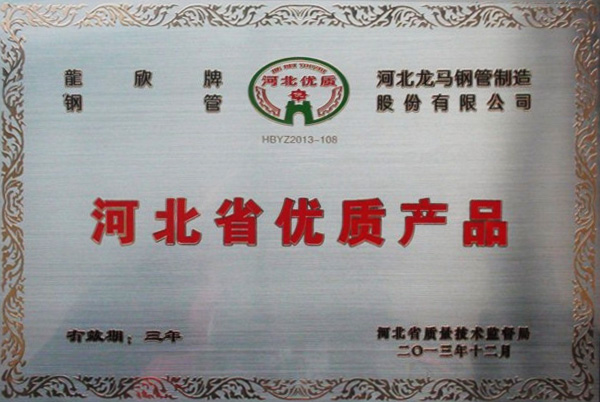 龍欣牌
钢管
河北优质
HBYZ2013-108
河北龙马钢管制造
股份有限公司
河北省优质产品
有效期：三年
河北省质量技术监督局
二〇一三年十二月